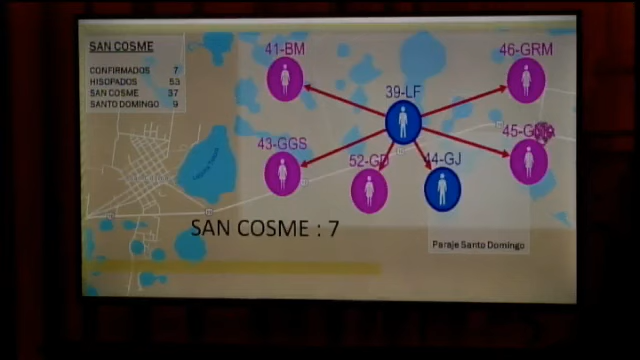 SAN COSME
CONFIRMADOS 7
HISOPADOS 53
SAN COSME 37
SANTO DOMINGO 9
41-BM
46-GRM
39-LF
43-GGS
52-GD
44-GJ
SAN COSME : 7
Paraje Santo Domingo